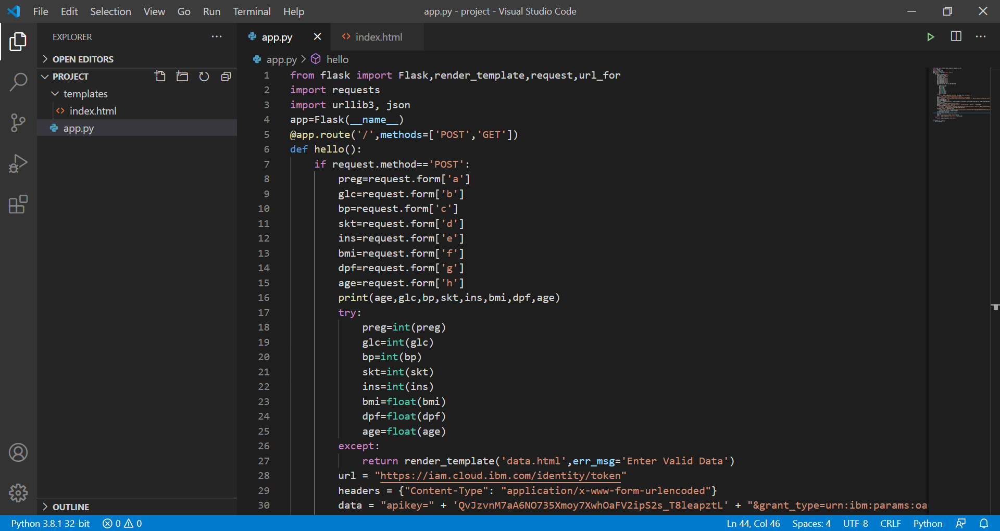 File Edit Selection View Go Run Terminal Help
app.py - project - Visual Studio Code
EXPLORER
OPEN EDITORS
PROJECT
templates
index.html
app.py
OUTLINE
app.py
index.html
app.py > hello
1 from flask import Flask,render_template,request,url_for
2 import requests
3 import urllib3, json
4 app=Flask(__name__)
5 @app.route('/',methods=['POST','GET'])
6 def hello():
7 if request.method=='POST':
8 preg=request.form['a']
9 glc=request.form['b']
10 bp=request.form['c']
11 skt=request.form['d']
12 ins=request.form['e']
13 bmi=request.form['f']
14 dpf=request.form['g']
15 age=request.form['h']
16 print(age,glc,bp,skt,ins,bmi,dpf,age)
17 try:
18 preg=int(preg)
19 glc=int(glc)
20 bp=int(bp)
21 skt=int(skt)
22 ins=int(ins)
23 bmi=float(bmi)
24 dpf=float(dpf)
25 age=float(age)
26 except:
27 return render_template('data.html',err_msg='Enter Valid Data')
28 url = "https://iam.cloud.ibm.com/identity/token"
29 headers = {"Content-Type": "application/x-www-form-urlencoded"}
30 data = "apikey=" + 'QvJzvnM7aA6NO735Xmoy7XwhOaFV2ipS2s_T8leapztL' + "&grant_type=urn:ibm:params:oa
Python 3.8.1 32-bit 0 0
Ln 44, Col 46 Spaces: 4 UTF-8 CRLF Python